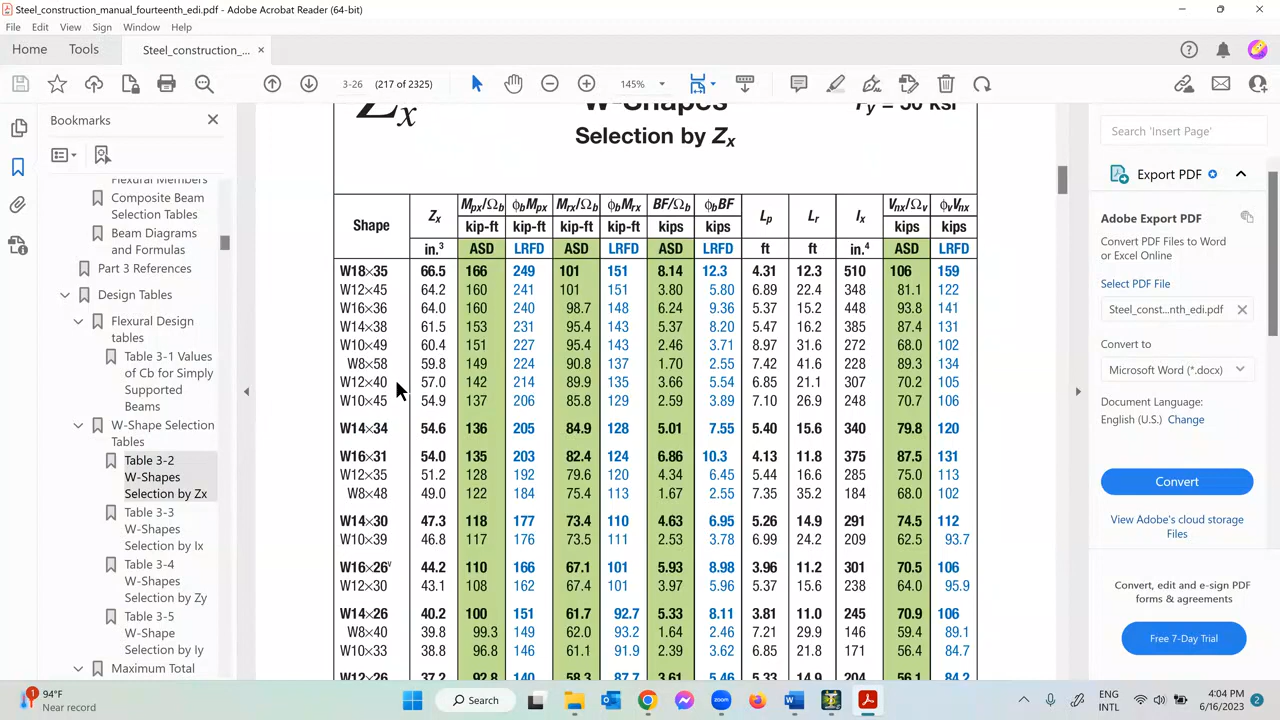 Steel_construction_manual_fourteenth_edi.pdf - Adobe Acrobat Reader (64-bit)
File Edit View Sign Window Help
Home Tools Steel_construction_... ×
3-26 (217 of 2325) 145%
Bookmarks
Flexural Members
Composite Beam
Selection Tables
Beam Diagrams
and Formulas
Part 3 References
Design Tables
Flexural Design
tables
Table 3-1 Values
of Cb for Simply
Supported
Beams
W-Shape Selection
Tables
Table 3-2
W-Shapes
Selection by Zx
Table 3-3
W-Shapes
Selection by Ix
Table 3-4
W-Shapes
Selection by Zy
Table 3-5
W-Shape
Selection by Iy
Maximum Total
Zx W-Shapes Fy = 50 ksi
Selection by Zx
Shape Zx Mpx/Ωb ϕbMpx Mrx/Ωb ϕbMrx BF/Ωb ϕbBF Lp Lr Ix Vnx/Ωv ϕvVnx
kip-ft kip-ft kip-ft kip-ft kips kips kips kips
in.³ ASD LRFD ASD LRFD ASD LRFD ft ft in.⁴ ASD LRFD
W18×35 66.5 166 249 101 151 8.14 12.3 4.31 12.3 510 106 159
W12×45 64.2 160 241 101 151 3.80 5.80 6.89 22.4 348 81.1 122
W16×36 64.0 160 240 98.7 148 6.24 9.36 5.37 15.2 448 93.8 141
W14×38 61.5 153 231 95.4 143 5.37 8.20 5.47 16.2 385 87.4 131
W10×49 60.4 151 227 95.4 143 2.46 3.71 8.97 31.6 272 68.0 102
W8×58 59.8 149 224 90.8 137 1.70 2.55 7.42 41.6 228 89.3 134
W12×40 57.0 142 214 89.9 135 3.66 5.54 6.85 21.1 307 70.2 105
W10×45 54.9 137 206 85.8 129 2.59 3.89 7.10 26.9 248 70.7 106
W14×34 54.6 136 205 84.9 128 5.01 7.55 5.40 15.6 340 79.8 120
W16×31 54.0 135 203 82.4 124 6.86 10.3 4.13 11.8 375 87.5 131
W12×35 51.2 128 192 79.6 120 4.34 6.45 5.44 16.6 285 75.0 113
W8×48 49.0 122 184 75.4 113 1.67 2.55 7.35 35.2 184 68.0 102
W14×30 47.3 118 177 73.4 110 4.63 6.95 5.26 14.9 291 74.5 112
W10×39 46.8 117 176 73.5 111 2.53 3.78 6.99 24.2 209 62.5 93.7
W16×26ᵛ 44.2 110 166 67.1 101 5.93 8.98 3.96 11.2 301 70.5 106
W12×30 43.1 108 162 67.4 101 3.97 5.96 5.37 15.6 238 64.0 95.9
W14×26 40.2 100 151 61.7 92.7 5.33 8.11 3.81 11.0 245 70.9 106
W8×40 39.8 99.3 149 62.0 93.2 1.64 2.46 7.21 29.9 146 59.4 89.1
W10×33 38.8 96.8 146 61.1 91.9 2.39 3.62 6.85 21.8 171 56.4 84.7
W12×26 37.2 92.8 140 58.3 87.7 3.61 5.46 5.33 14.9 204 56.1 84.2
Search 'Insert Page'
Export PDF
Adobe Export PDF
Convert PDF Files to Word
or Excel Online
Select PDF File
Steel_const...nth_edi.pdf
Convert to
Microsoft Word (*.docx)
Document Language:
English (U.S.) Change
Convert
View Adobe's cloud storage
Files
Convert, edit and e-sign PDF
forms & agreements
Free 7-Day Trial
1 94°F
Near record
Search
zoom
ENG
INTL
4:04 PM
6/16/2023
2